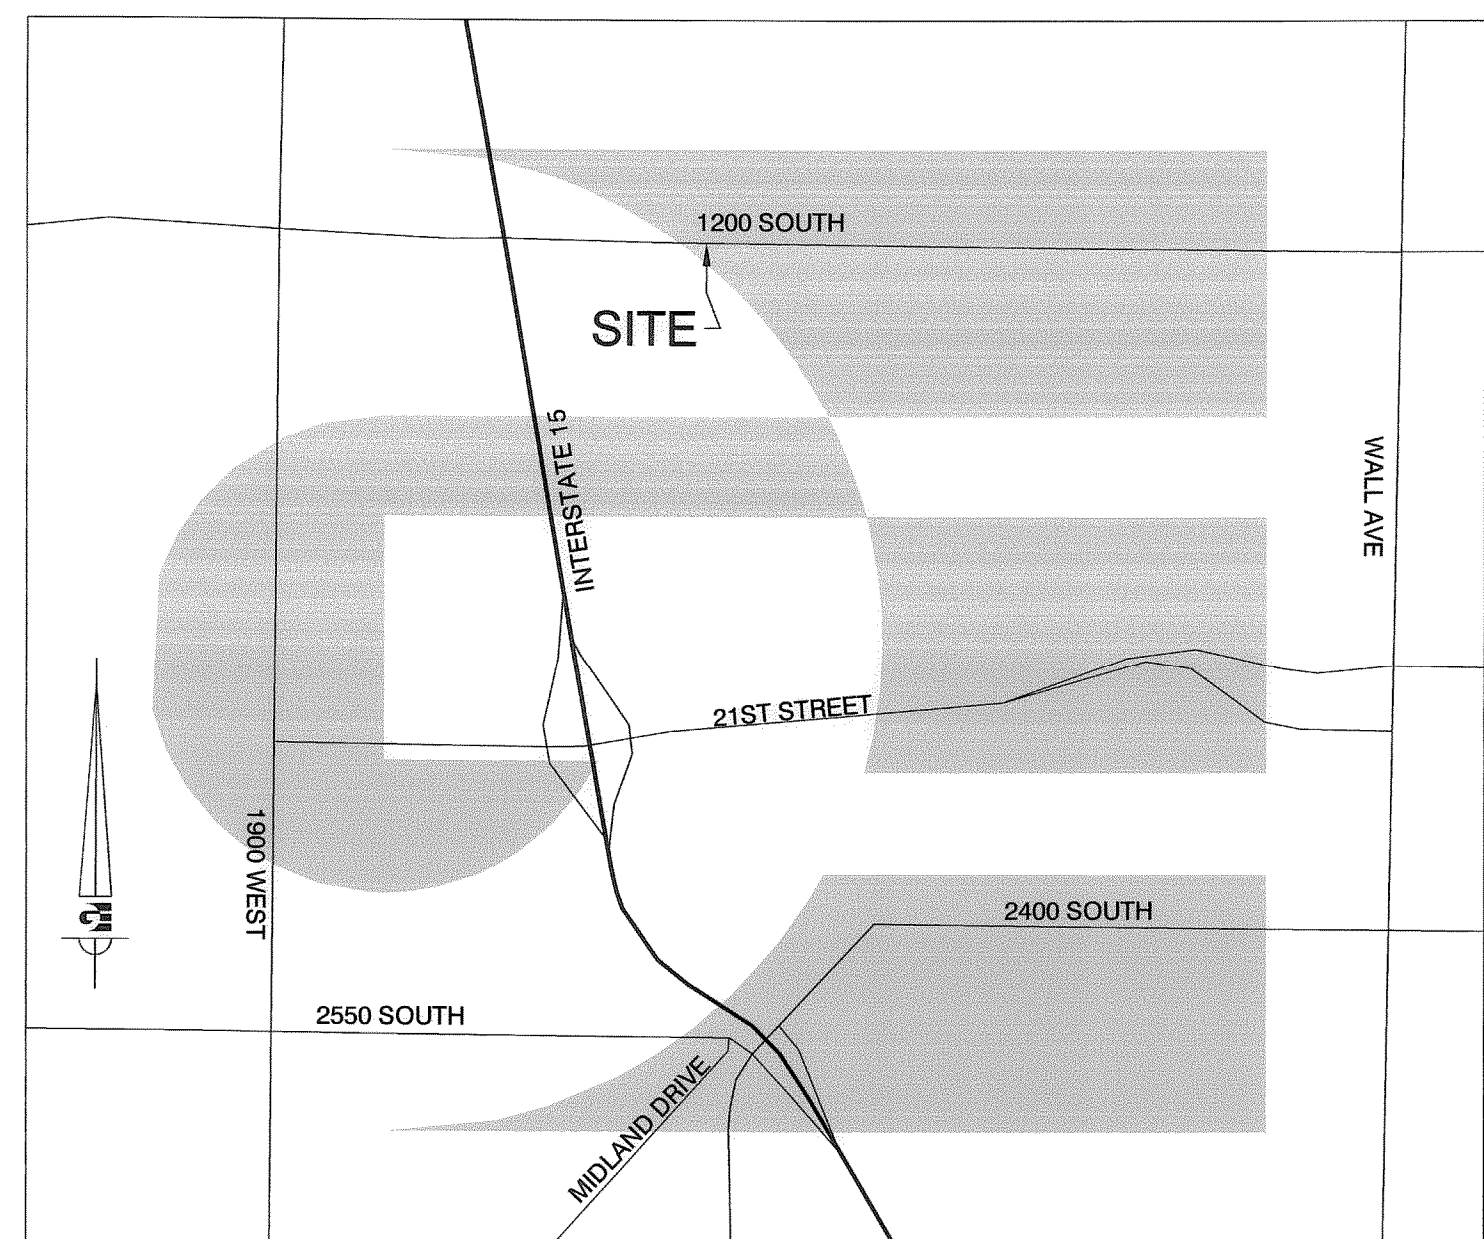 1200 SOUTH
SITE
INTERSTATE 15
WALL AVE
21ST STREET
1900 WEST
2400 SOUTH
2550 SOUTH
MIDLAND DRIVE